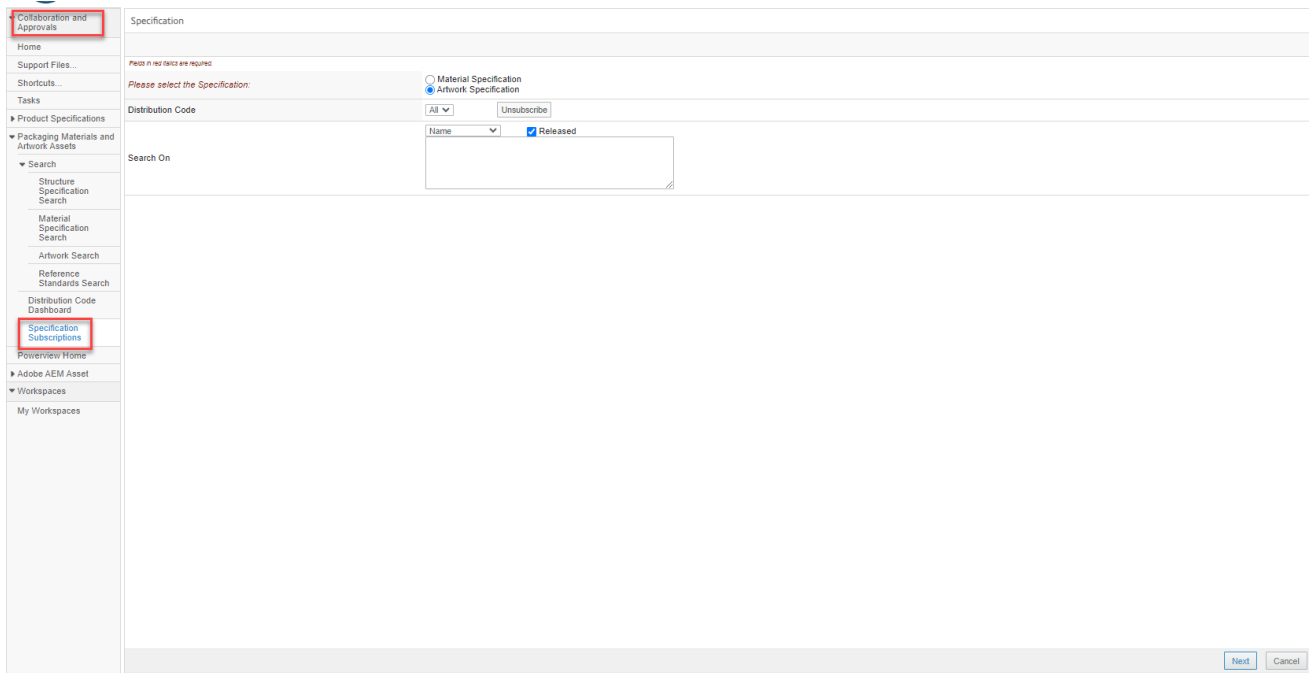 Collaboration and
Approvals
Home
Support Files...
Shortcuts...
Tasks
Product Specifications
Packaging Materials and
Artwork Assets
Search
Structure
Specification
Search
Material
Specification
Search
Artwork Search
Reference
Standards Search
Distribution Code
Dashboard
Specification
Subscriptions
Powerview Home
Adobe AEM Asset
Workspaces
My Workspaces
Specification
Fields in red italics are required.
Please select the Specification:
Material Specification
Artwork Specification
Distribution Code
All
Unsubscribe
Search On
Name
Released
Next
Cancel